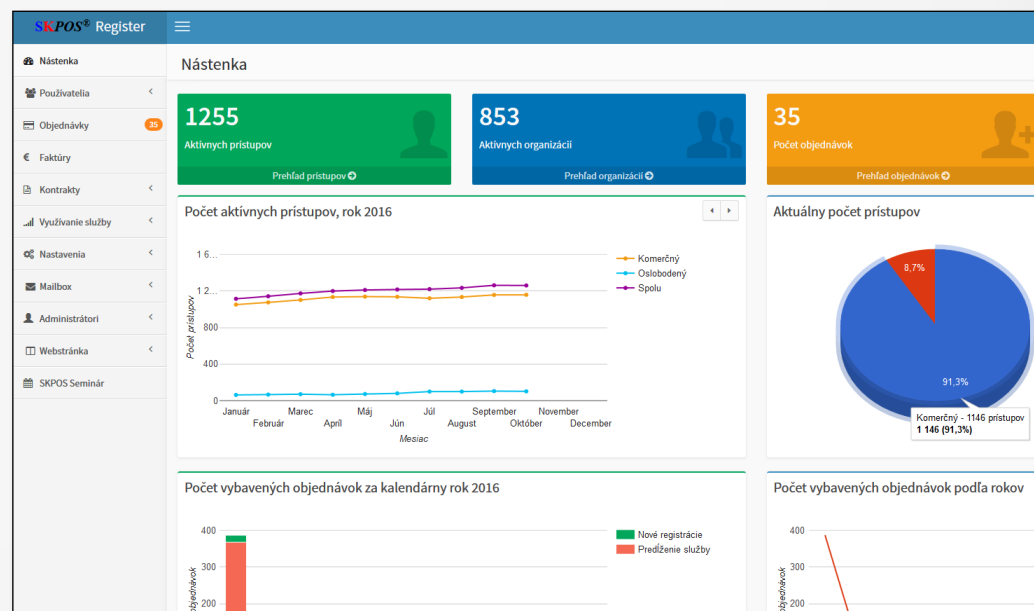 SKPOS® Register
Nástenka
Používatelia
Objednávky 35
€ Faktúry
Kontrakty
Využívanie služby
Nastavenia
Mailbox
Administrátori
Webstránka
SKPOS Seminár
Nástenka
1255
Aktívnych prístupov
Prehľad prístupov
853
Aktívnych organizácií
Prehľad organizácií
35
Počet objednávok
Prehľad objednávok
Počet aktívnych prístupov, rok 2016
1 6...
1 2...
800
400
0
Počet prístupov
Január
Február
Marec
Apríl
Máj
Jún
Júl
August
September
Október
November
December
Mesiac
Komerčný
Oslobodený
Spolu
Aktuálny počet prístupov
8,7%
91,3%
Komerčný - 1146 prístupov
1 146 (91,3%)
Počet vybavených objednávok za kalendárny rok 2016
400
300
200
objednávok
Nové registrácie
Predĺženie služby
Počet vybavených objednávok podľa rokov
400
300
200
objednávok